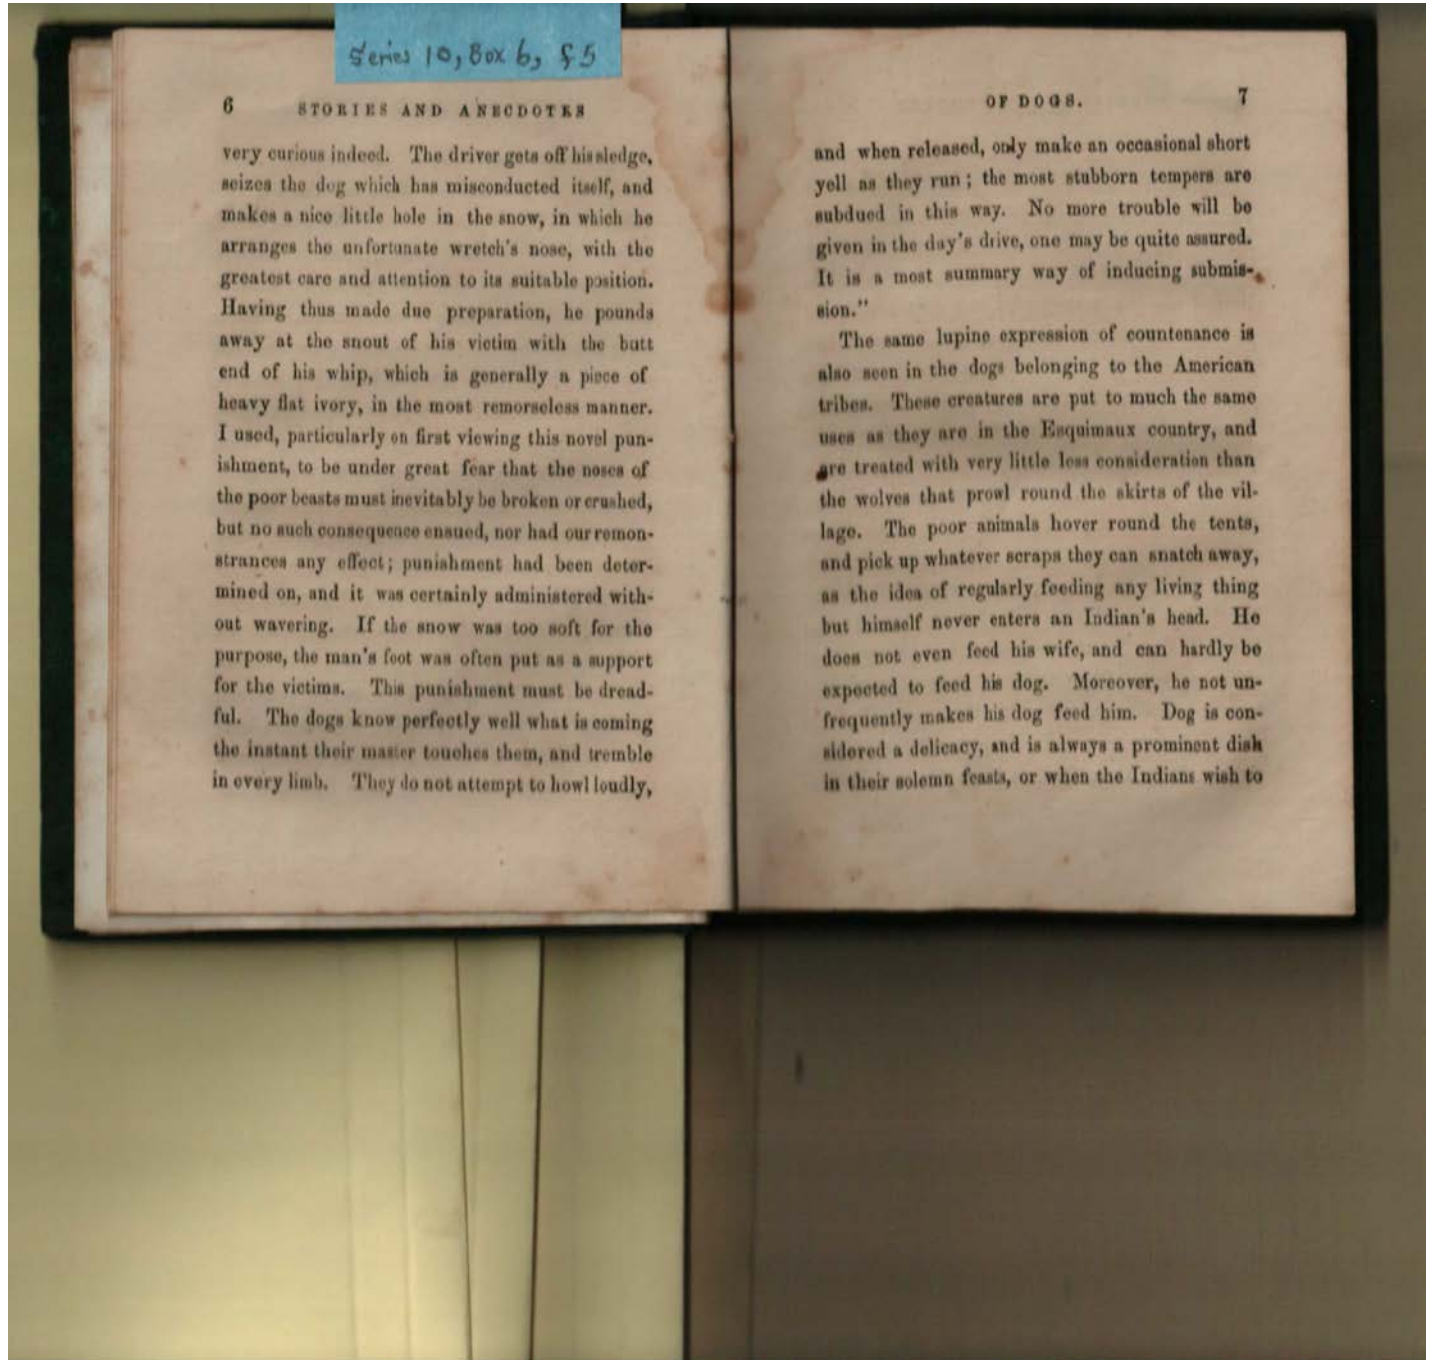 Series 10, Box 6, f 5
6 STORIES AND ANECDOTES
very curious indeed. The driver gets off his sledge,
seizes the dog which has misconducted itself, and
makes a nice little hole in the snow, in which he
arranges the unfortunate wretch's nose, with the
greatest care and attention to its suitable position.
Having thus made due preparation, he pounds
away at the snout of his victim with the butt
end of his whip, which is generally a piece of
heavy flat ivory, in the most remorseless manner.
I used, particularly on first viewing this novel pun-
ishment, to be under great fear that the noses of
the poor beasts must inevitably be broken or crushed,
but no such consequence ensued, nor had our remon-
strances any effect; punishment had been deter-
mined on, and it was certainly administered with-
out wavering. If the snow was too soft for the
purpose, the man's foot was often put as a support
for the victims. This punishment must be dread-
ful. The dogs know perfectly well what is coming
the instant their master touches them, and tremble
in every limb. They do not attempt to howl loudly,
OF DOGS. 7
and when released, only make an occasional short
yell as they run; the most stubborn tempers are
subdued in this way. No more trouble will be
given in the day's drive, one may be quite assured.
It is a most summary way of inducing submis-
sion."
The same lupine expression of countenance is
also seen in the dogs belonging to the American
tribes. These creatures are put to much the same
uses as they are in the Esquimaux country, and
are treated with very little less consideration than
the wolves that prowl round the skirts of the vil-
lage. The poor animals hover round the tents,
and pick up whatever scraps they can snatch away,
as the idea of regularly feeding any living thing
but himself never enters an Indian's head. He
does not even feed his wife, and can hardly be
expected to feed his dog. Moreover, he not un-
frequently makes his dog feed him. Dog is con-
sidered a delicacy, and is always a prominent dish
in their solemn feasts, or when the Indians wish to